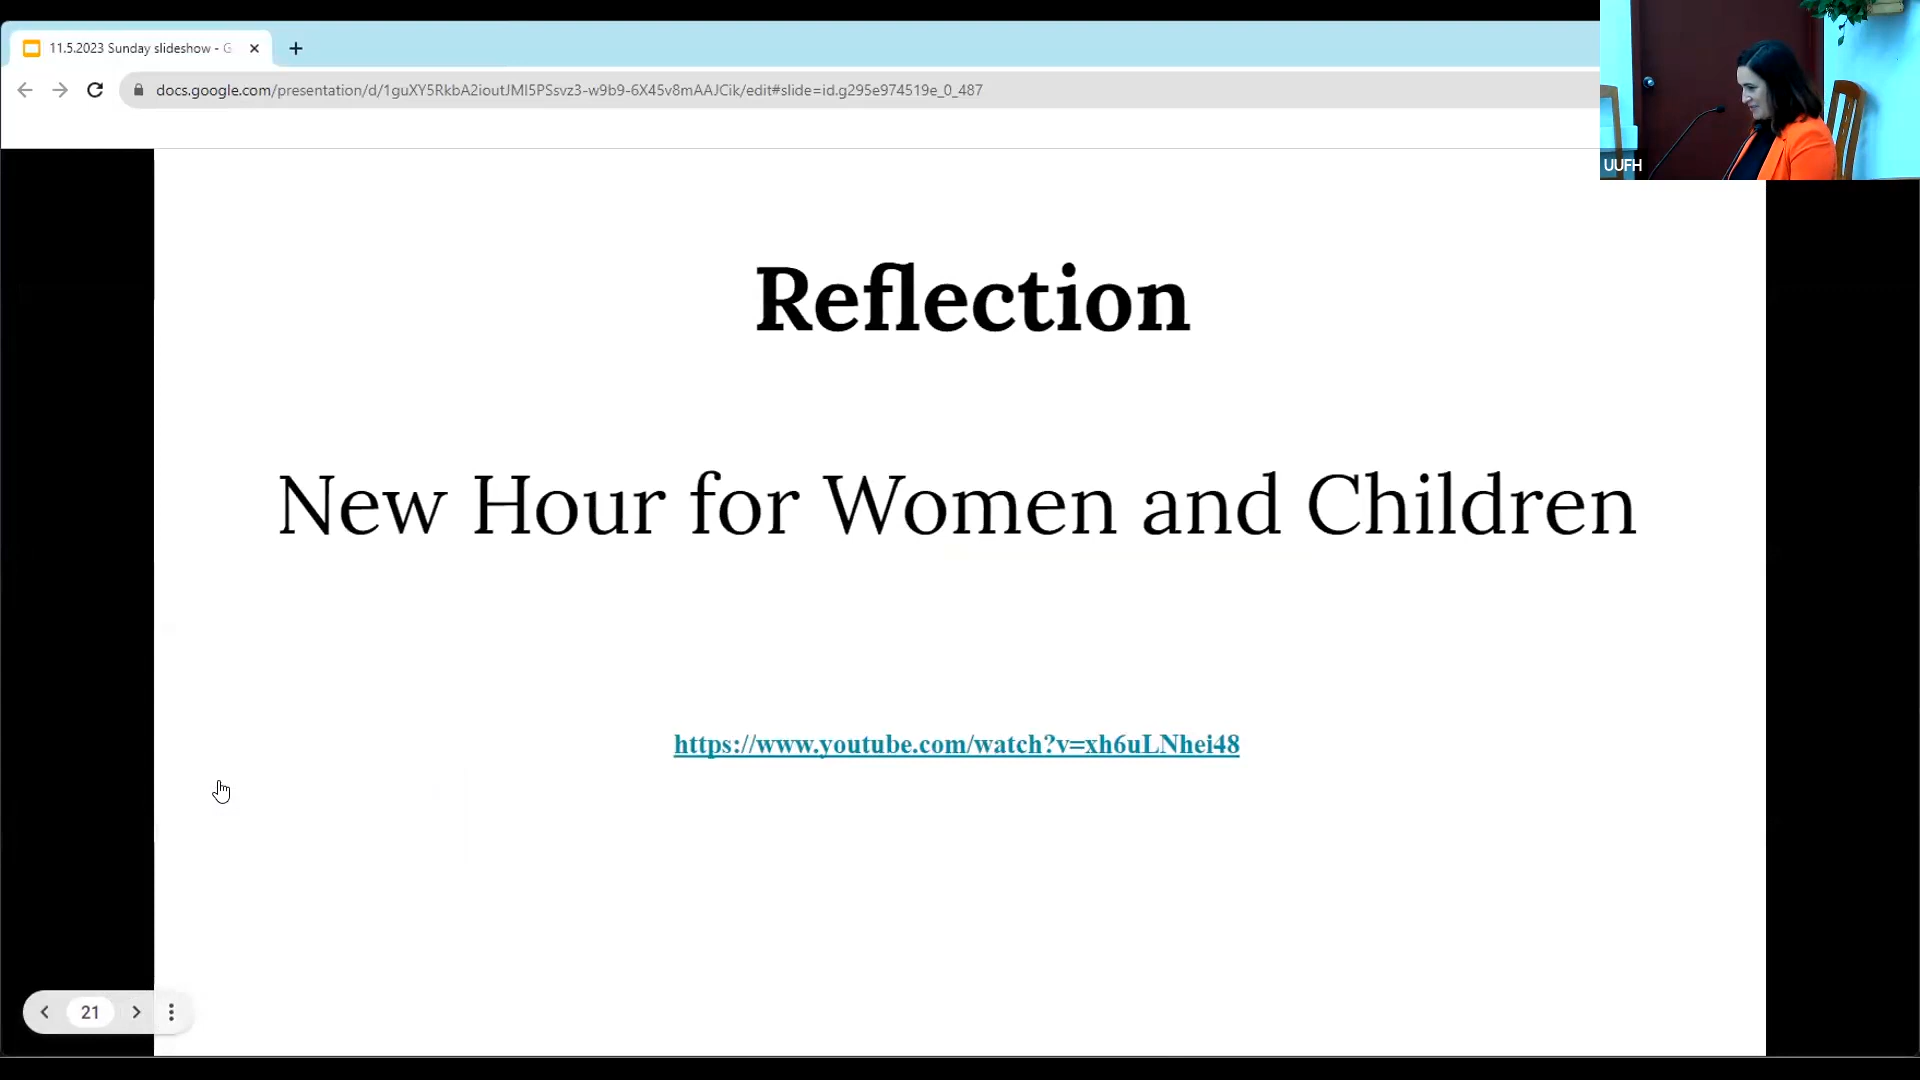 11.5.2023 Sunday slideshow - G
docs.google.com/presentation/d/1guXY5RkbA2ioutJMI5PSsvz3-w9b9-6X45v8mAAJCik/edit#slide=id.g295e974519e_0_487
UUFH
Reflection
New Hour for Women and Children
https://www.youtube.com/watch?v=xh6uLNhei48
21